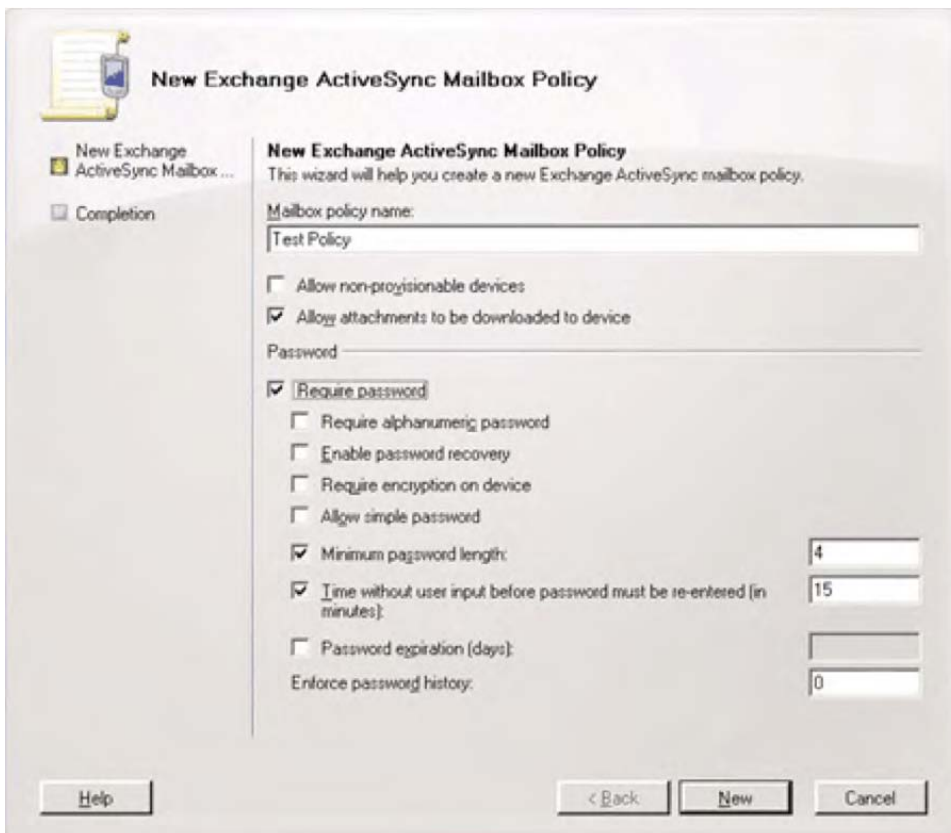 New Exchange ActiveSync Mailbox Policy
New Exchange
ActiveSync Mailbox ...
Completion
New Exchange ActiveSync Mailbox Policy
This wizard will help you create a new Exchange ActiveSync mailbox policy.
Mailbox policy name:
Test Policy
Allow non-provisionable devices
Allow attachments to be downloaded to device
Password
Require password
Require alphanumeric password
Enable password recovery
Require encryption on device
Allow simple password
Minimum password length: 4
Time without user input before password must be re-entered (in 15
minutes):
Password expiration (days):
Enforce password history: 0
Help < Back New Cancel